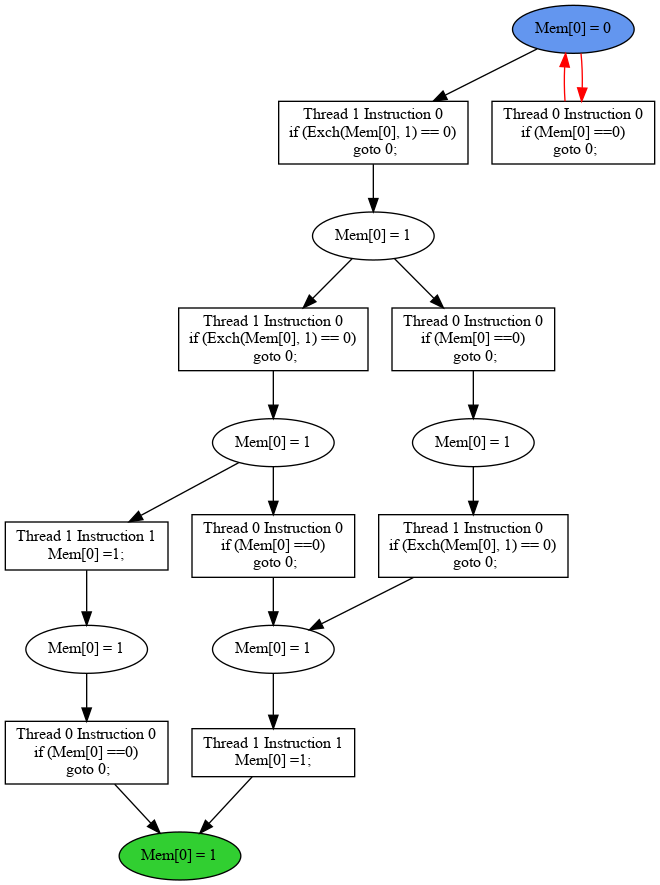 Mem[0] = 0
Thread 1 Instruction 0
if (Exch(Mem[0], 1) == 0)
goto 0;
Thread 0 Instruction 0
if (Mem[0] ==0)
goto 0;
Mem[0] = 1
Thread 1 Instruction 0
if (Exch(Mem[0], 1) == 0)
goto 0;
Thread 0 Instruction 0
if (Mem[0] ==0)
goto 0;
Mem[0] = 1
Mem[0] = 1
Thread 1 Instruction 1
Mem[0] =1;
Thread 0 Instruction 0
if (Mem[0] ==0)
goto 0;
Thread 1 Instruction 0
if (Exch(Mem[0], 1) == 0)
goto 0;
Mem[0] = 1
Mem[0] = 1
Thread 0 Instruction 0
if (Mem[0] ==0)
goto 0;
Thread 1 Instruction 1
Mem[0] =1;
Mem[0] = 1